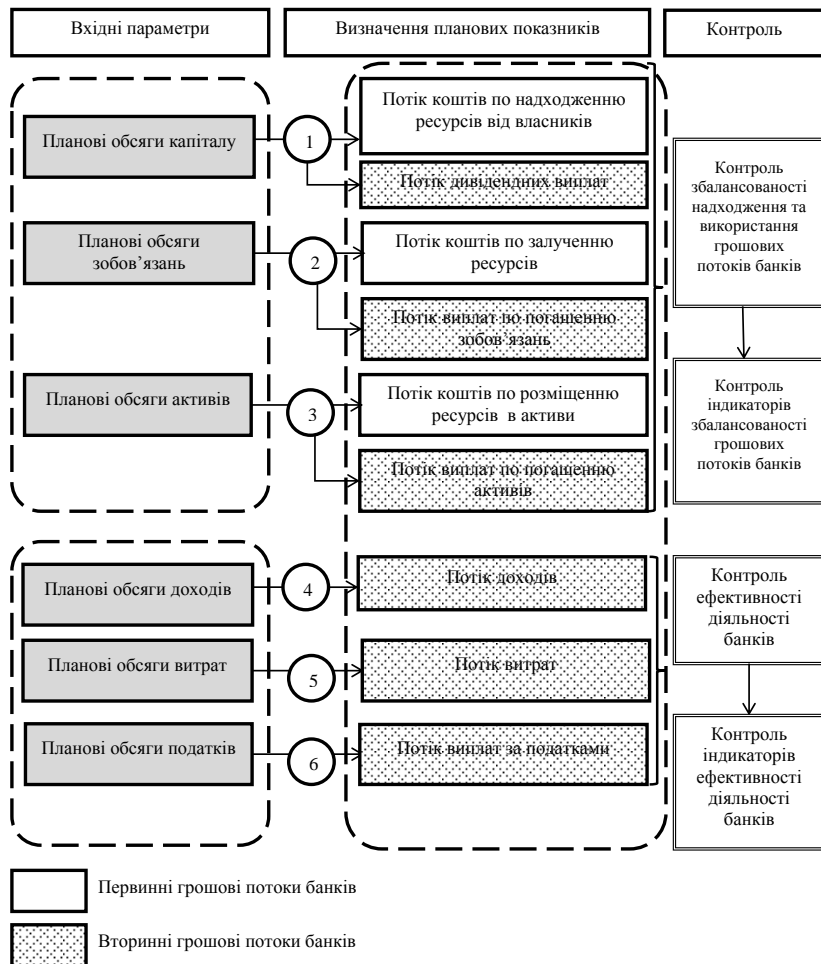 Вхідні параметри
Визначення планових показників
Контроль
Планові обсяги капіталу
1
Потік коштів по надходженню
ресурсів від власників
Потік дивідендних виплат
Планові обсяги
зобов’язань
2
Потік коштів по залученню
ресурсів
Потік виплат по погашенню
зобов’язань
Планові обсяги активів
3
Потік коштів по розміщенню
ресурсів в активи
Потік виплат по погащенню
активів
Контроль
збалансованості
надходження та
використання
грошових
потоків банків
Контроль
індикаторів
збалансованості
грошових
потоків банків
Планові обсяги доходів
4
Потік доходів
Планові обсяги витрат
5
Потік витрат
Планові обсяги податків
6
Потік виплат за податками
Контроль
ефективності
діяльності
банків
Контроль
індикаторів
ефективності
діяльності
банків
Первинні грошові потоки банків
Вторинні грошові потоки банків